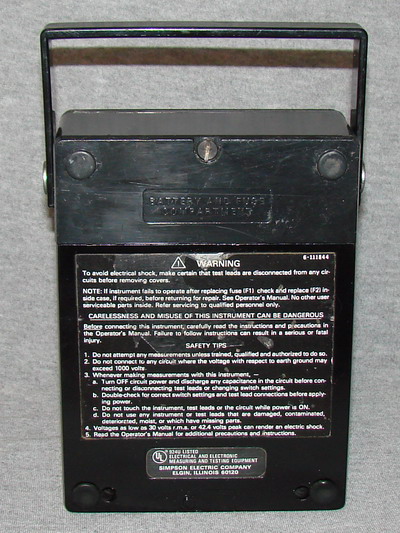 BATTERY AND FUSE
COMPARTMENT
6-111844
WARNING
To avoid electrical shock, make certain that test leads are disconnected from any cir-
cuits before removing covers.
NOTE: If instrument fails to operate after replacing fuse (F1) check and replace (F2) in-
side case, if required, before returning for repair. See Operator's Manual. No other user
serviceable parts inside. Refer servicing to qualified personnel only.
CARELESSNESS AND MISUSE OF THIS INSTRUMENT CAN BE DANGEROUS
Before connecting this instrument, carefully read the instructions and precautions in
the Operator's Manual. Failure to follow instructions can result in a serious or fatal
injury.
SAFETY TIPS
1. Do not attempt any measurements unless trained, qualified and authorized to do so.
2. Do not connect to any circuit where the voltage with respect to earth ground may
exceed 1000 volts.
3. Whenever making measurements with this instrument, —
a. Turn OFF circuit power and discharge any capacitance in the circuit before con-
necting or disconnecting test leads or changing switch settings.
b. Double-check for correct switch settings and test lead connections before apply-
ing power.
c. Do not touch the instrument, test leads or the circuit while power is ON.
d. Do not use any instrument or test leads that are damaged, contaminated,
deteriorated, moist, or which have missing parts.
4. Voltages as low as 30 volts r.m.s. or 42.4 volts peak can render an electric shock.
5. Read the Operator's Manual for additional precautions and instructions.
UL 924U LISTED
ELECTRICAL AND ELECTRONIC
MEASURING AND TESTING EQUIPMENT
SIMPSON ELECTRIC COMPANY
ELGIN, ILLINOIS 60120